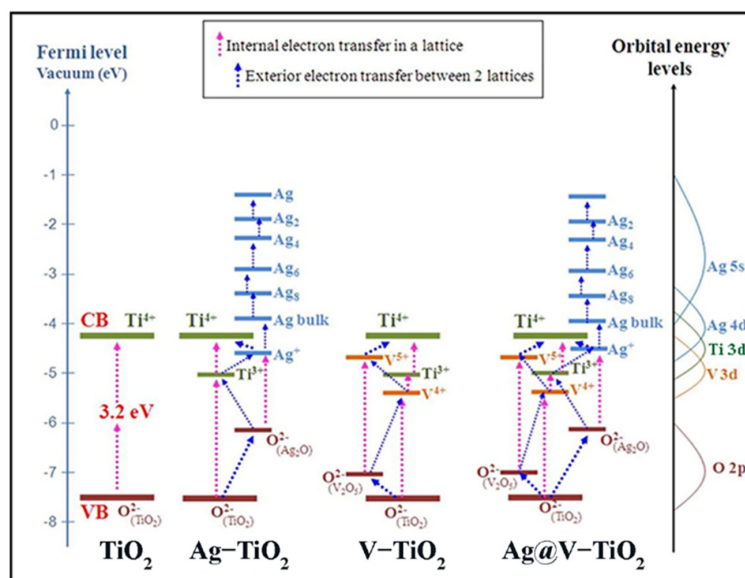 Fermi level
Vacuum (eV)
Internal electron transfer in a lattice
Exterior electron transfer between 2 lattices
Orbital energy
levels
0
-1
-2
-3
-4
-5
-6
-7
-8
CB
Ti⁴⁺
3.2 eV
VB
O²⁻
(TiO₂)
TiO₂
Ag
Ag₂
Ag₄
Ag₆
Ag₈
Ag bulk
Ti⁴⁺
Ag⁺
Ti³⁺
O²⁻
(Ag₂O)
O²⁻
(TiO₂)
Ag–TiO₂
Ti⁴⁺
V⁵⁺
Ti³⁺
V⁴⁺
O²⁻
(V₂O₅)
O²⁻
(TiO₂)
V–TiO₂
Ag₂
Ag₄
Ag₆
Ag₈
Ag bulk
Ti⁴⁺
Ag⁺
V⁵⁺
Ti³⁺
V⁴⁺
O²⁻
(Ag₂O)
O²⁻
(V₂O₅)
O²⁻
(TiO₂)
Ag@V–TiO₂
Ag 5s
Ag 4d
Ti 3d
V 3d
O 2p